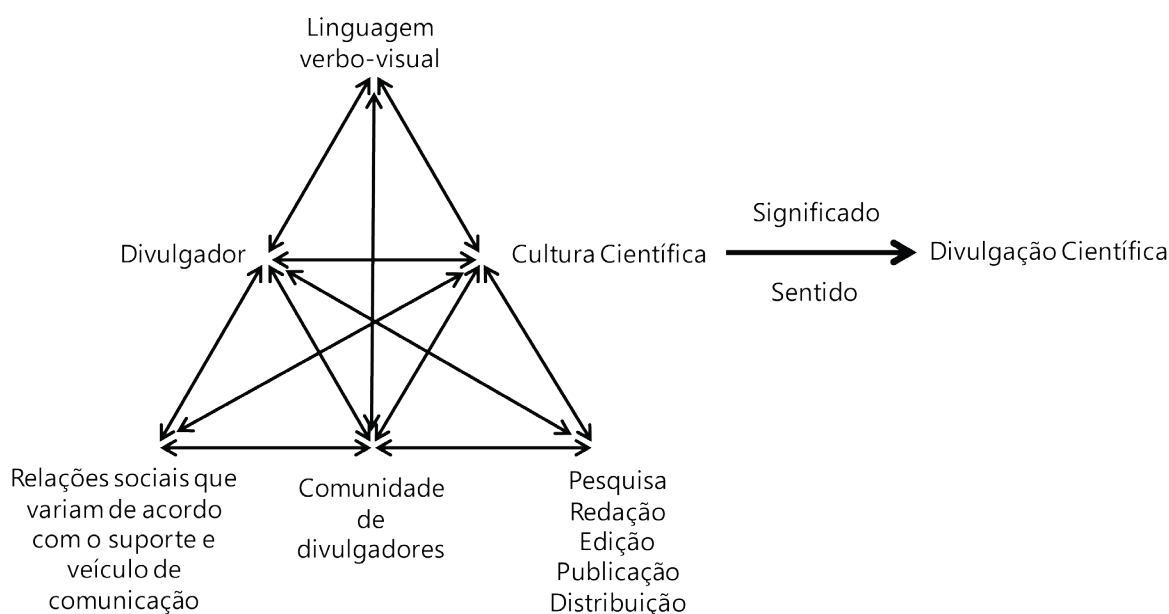 Linguagem
verbo-visual
Divulgador
Cultura Científica
Significado
Sentido
Divulgação Científica
Relações sociais que
variam de acordo
com o suporte e
veículo de
comunicação
Comunidade
de
divulgadores
Pesquisa
Redação
Edição
Publicação
Distribuição